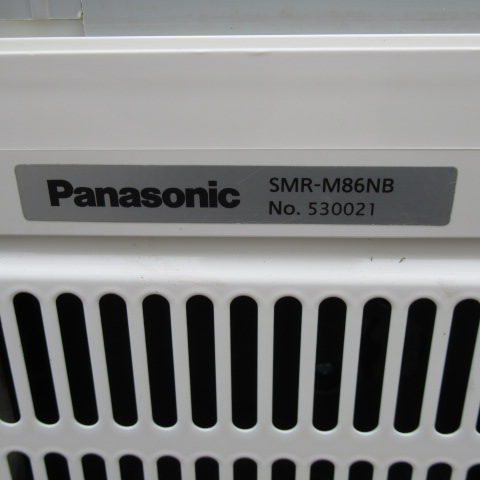 Panasonic
SMR-M86NB
No. 530021